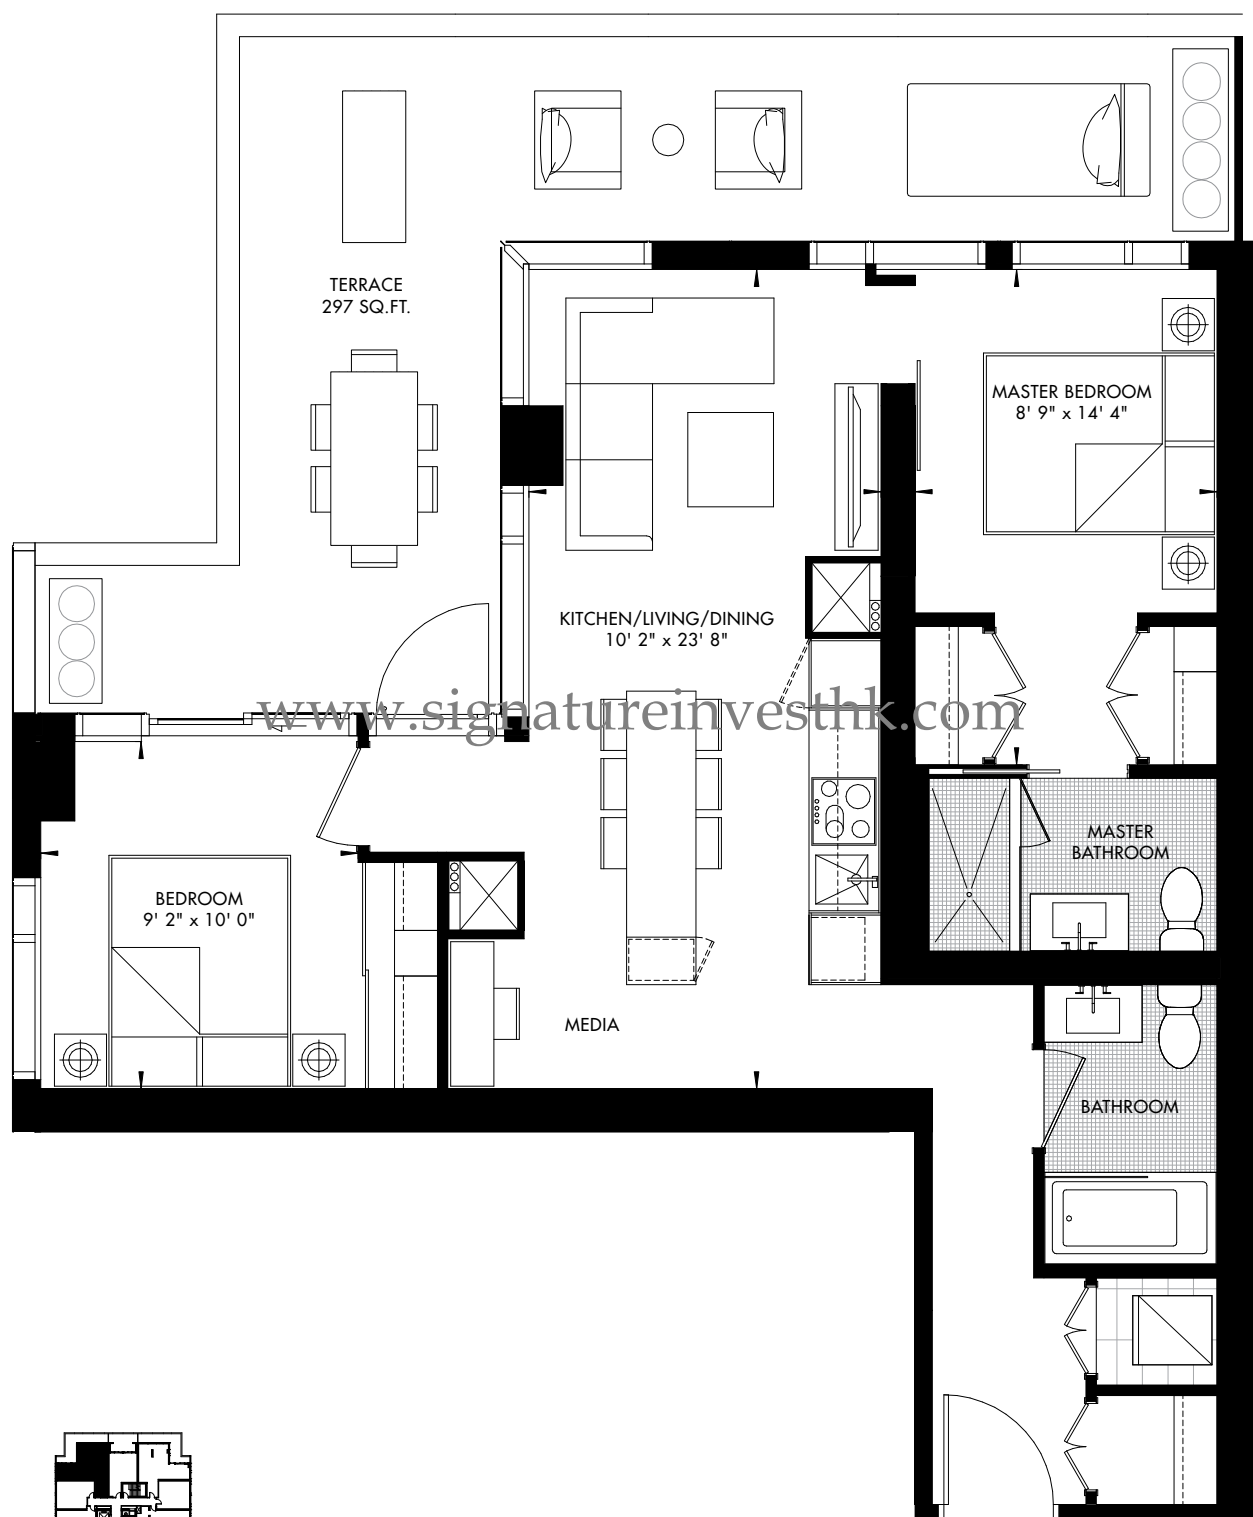 TERRACE
297 SQ.FT.
MASTER BEDROOM
8' 9" x 14' 4"
KITCHEN/LIVING/DINING
10' 2" x 23' 8"
www.signatureinvesthk.com
MASTER
BATHROOM
BEDROOM
9' 2" x 10' 0"
MEDIA
BATHROOM